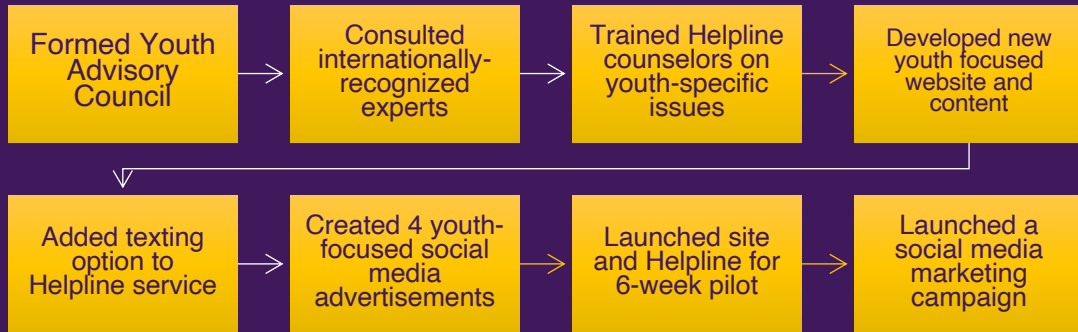 Formed Youth
Advisory
Council
Consulted
internationally-
recognized
experts
Trained Helpline
counselors on
youth-specific
issues
Developed new
youth focused
website and
content
Added texting
option to
Helpline service
Created 4 youth-
focused social
media
advertisements
Launched site
and Helpline for
6-week pilot
Launched a
social media
marketing
campaign